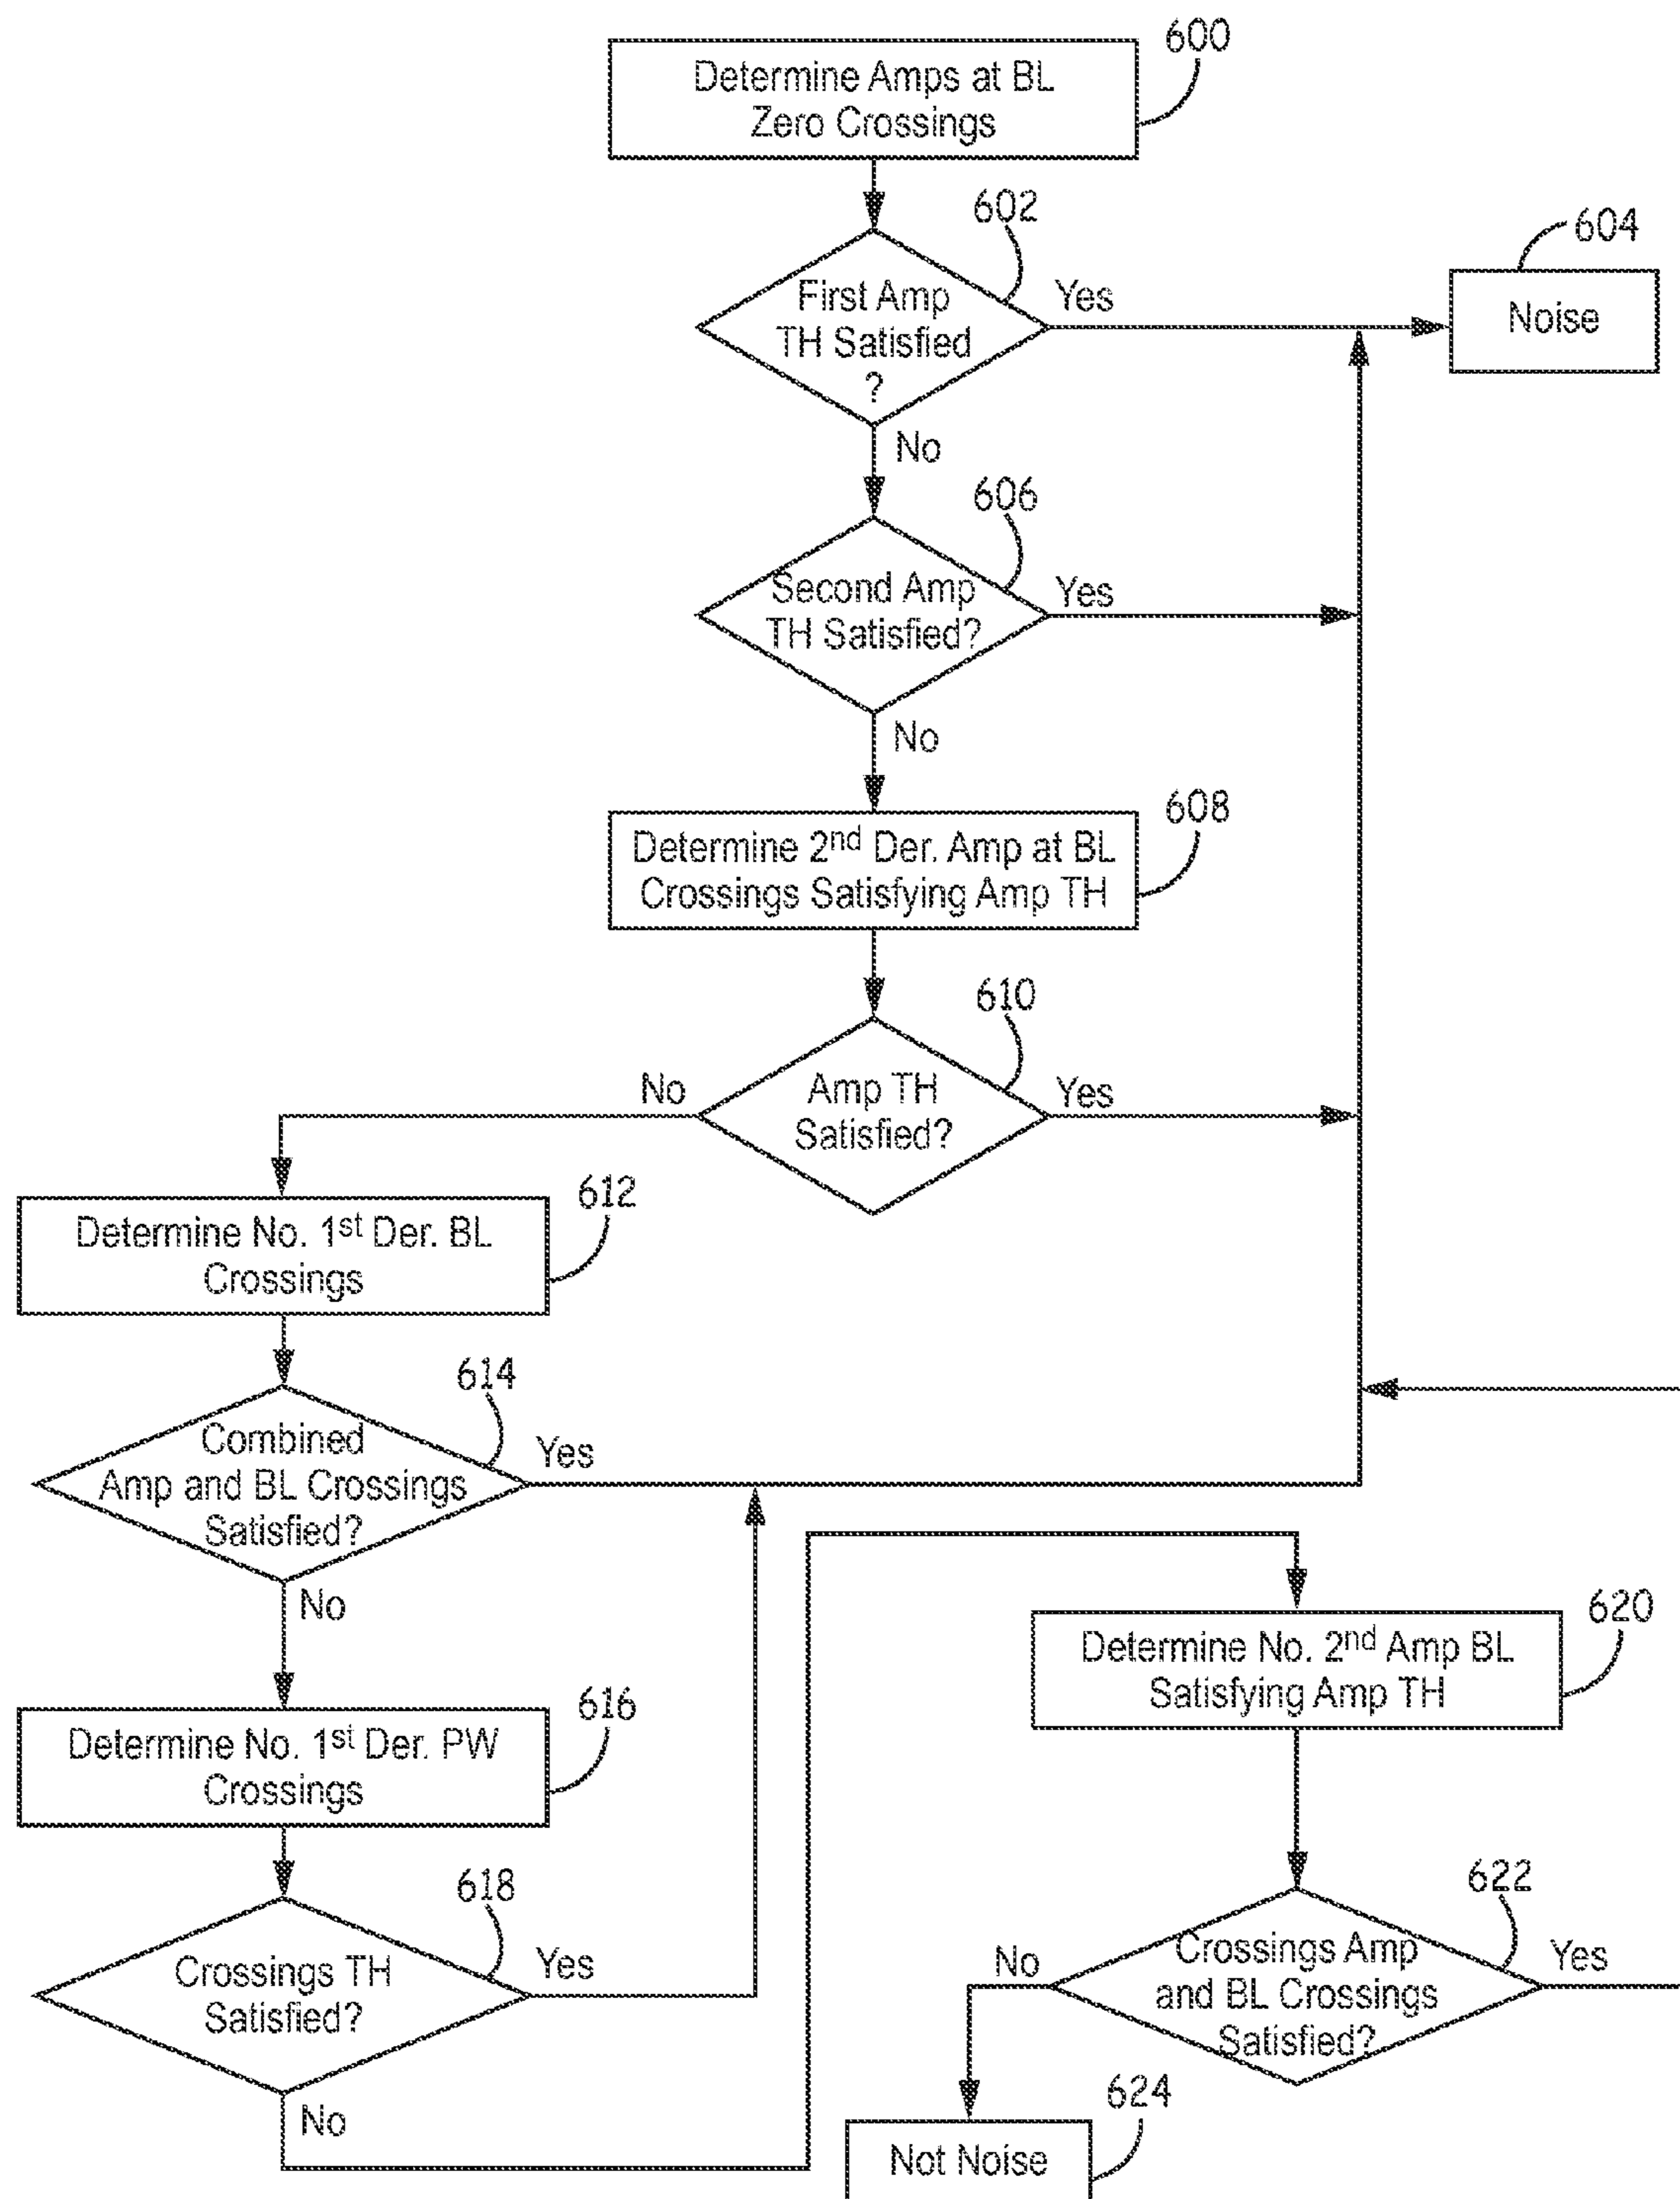 600
Determine Amps at BL
Zero Crossings
602
First Amp
TH Satisfied
?
Yes
604
Noise
No
606
Second Amp
TH Satisfied?
Yes
No
608
Determine 2nd Der. Amp at BL
Crossings Satisfying Amp TH
610
Amp TH
Satisfied?
No
Yes
612
Determine No. 1st Der. BL
Crossings
614
Combined
Amp and BL Crossings
Satisfied?
Yes
No
616
Determine No. 1st Der. PW
Crossings
618
Crossings TH
Satisfied?
Yes
No
620
Determine No. 2nd Amp BL
Satisfying Amp TH
622
Crossings Amp
and BL Crossings
Satisfied?
No
Yes
624
Not Noise